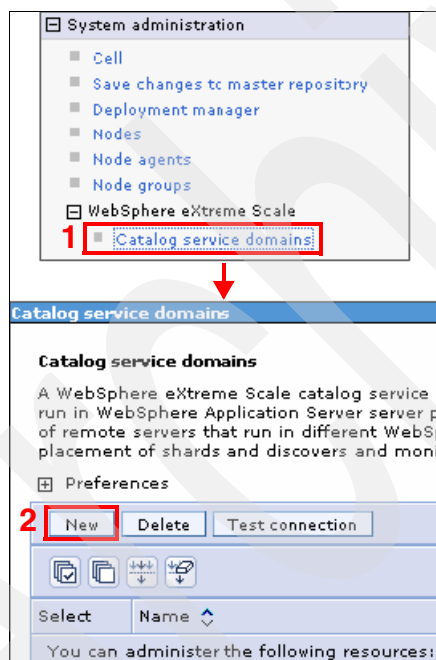 System administration
Cell
Save changes to master repository
Deployment manager
Nodes
Node agents
Node groups
WebSphere eXtreme Scale
1 Catalog service domains
Catalog service domains
Catalog service domains
A WebSphere eXtreme Scale catalog service
run in WebSphere Application Server server p
of remote servers that run in different WebS
placement of shards and discovers and moni
Preferences
2 New Delete Test connection
Select Name
You can administer the following resources: